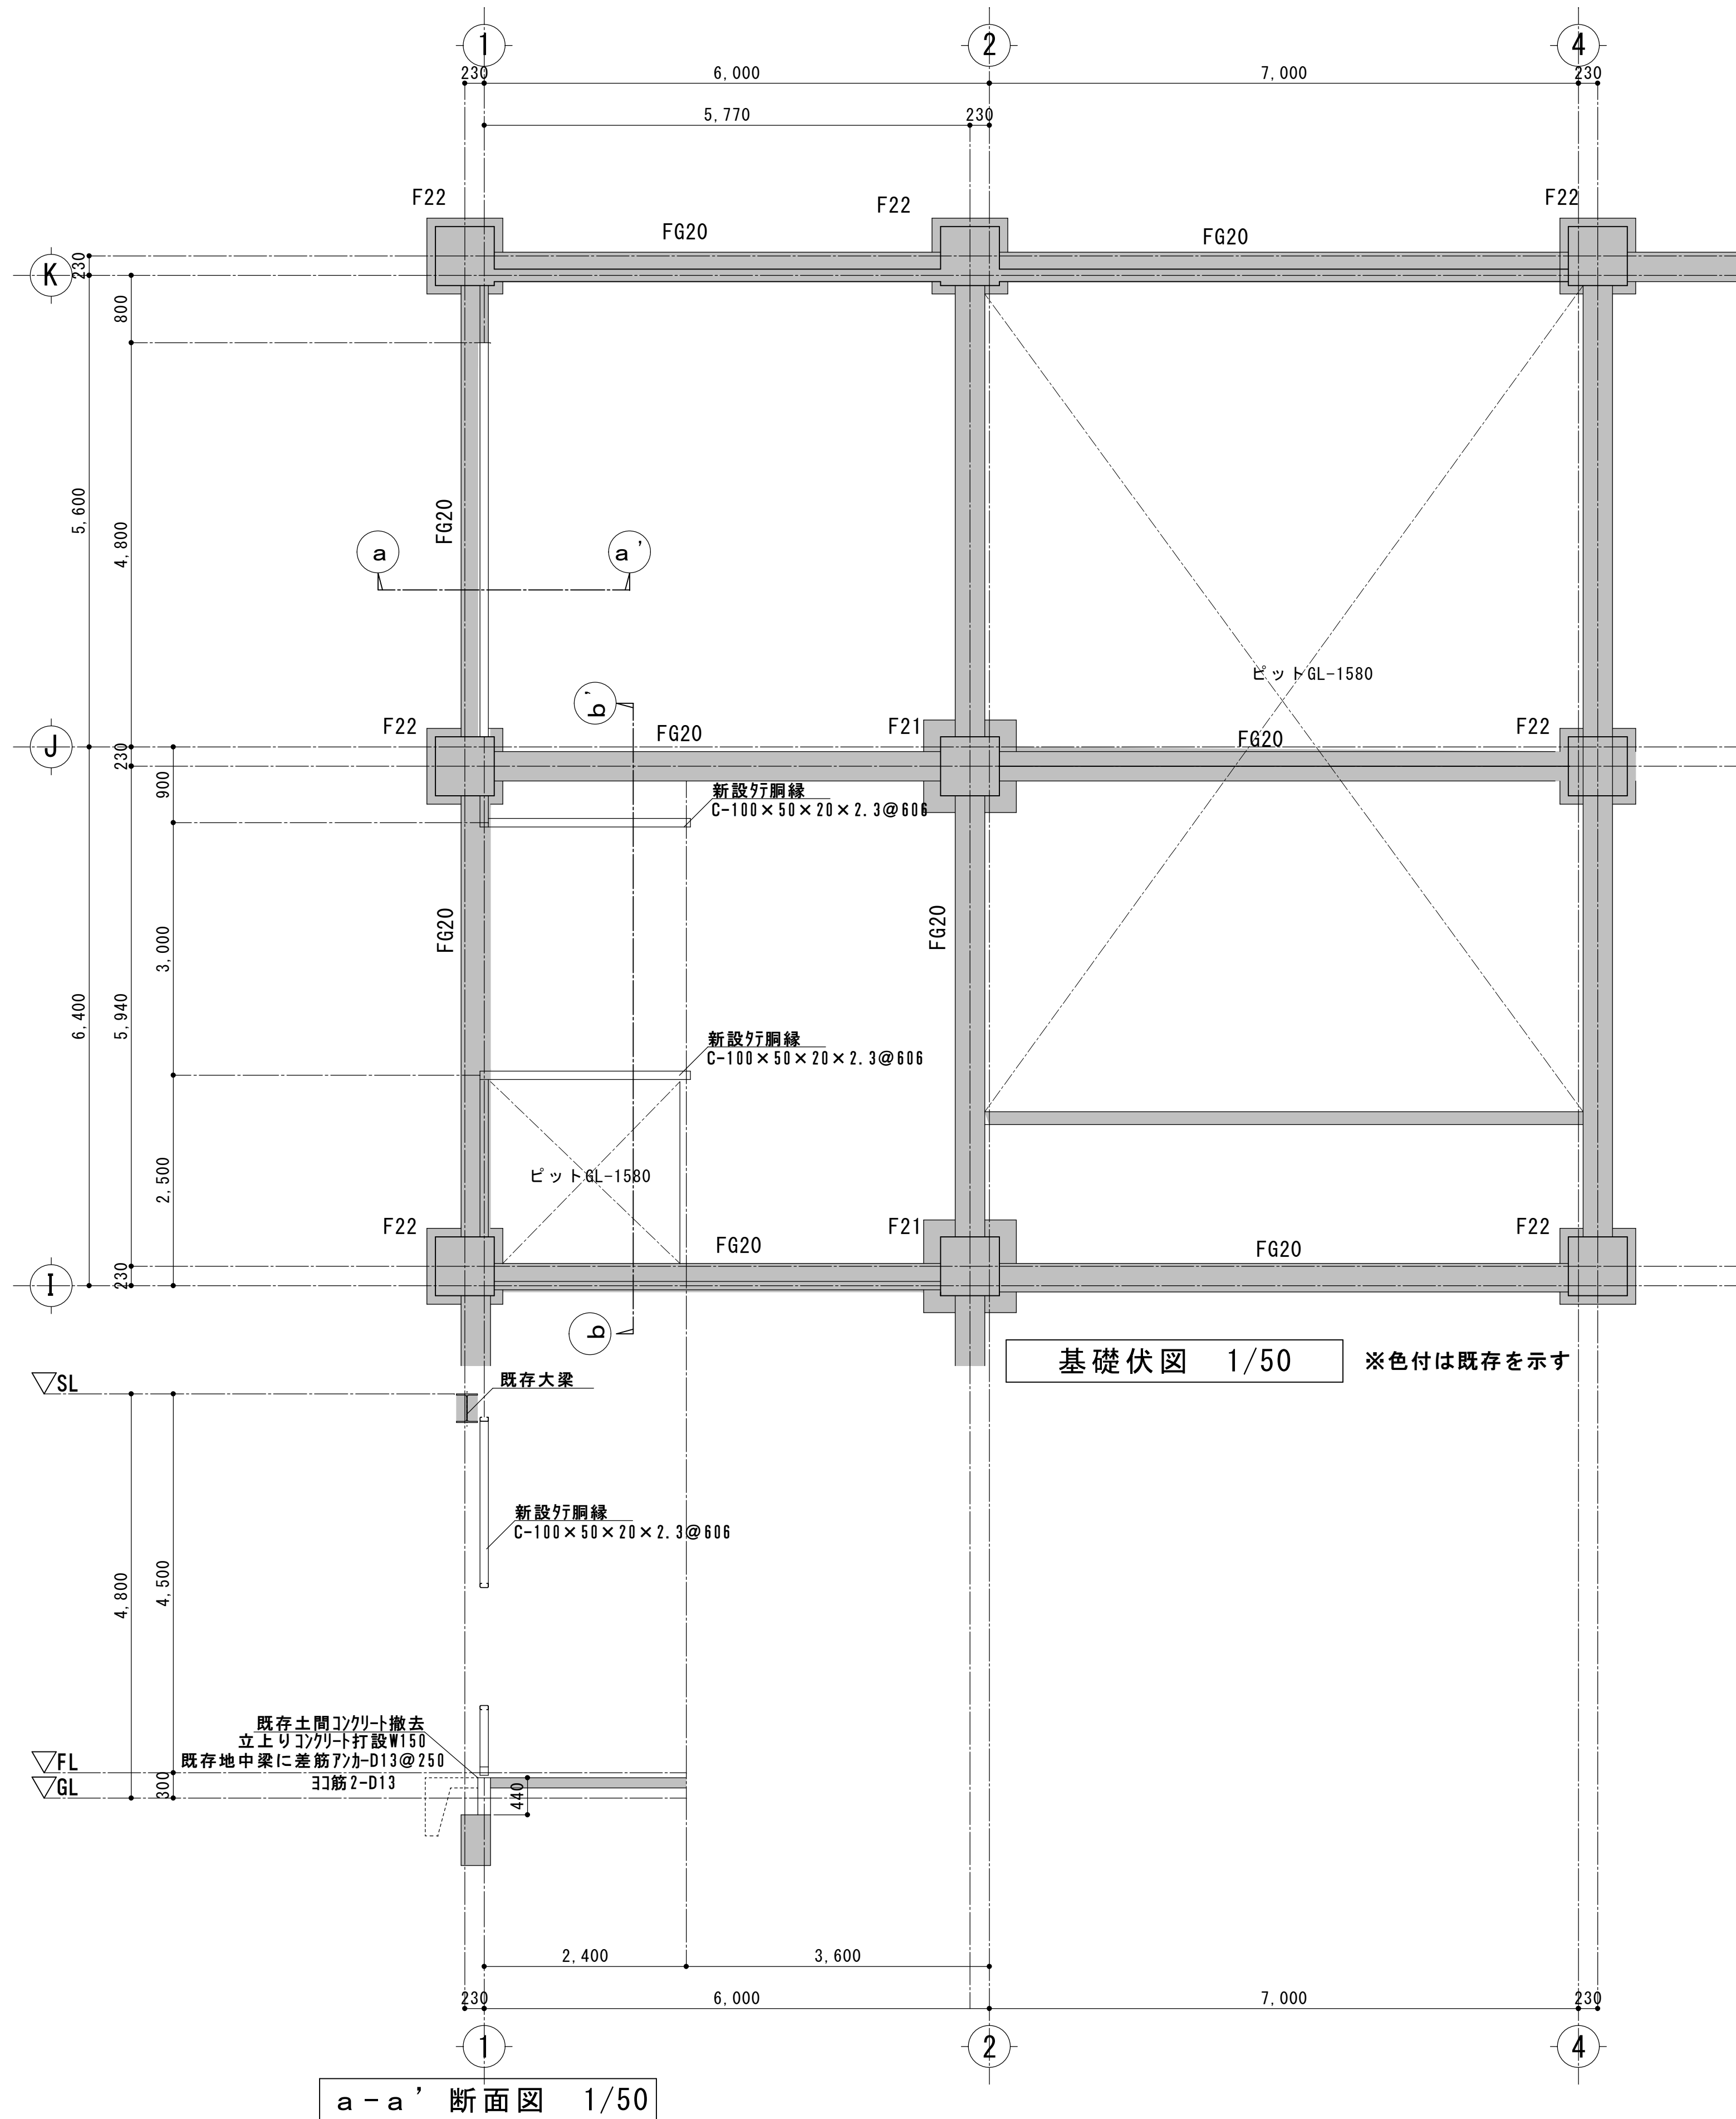 1
2
4
230
6,000
7,000
230
5,770
230
F22
F22
F22
FG20
FG20
K
230
800
5,600
4,800
FG20
a
a’
ピットGL-1580
b’
J
230
900
F22
FG20
F21
FG20
F22
新設ﾀﾃ胴縁
C-100×50×20×2.3@606
FG20
FG20
3,000
6,400
5,940
新設ﾀﾃ胴縁
C-100×50×20×2.3@606
2,500
ピットGL-1580
F22
F21
F22
FG20
FG20
I
230
b
基礎伏図 1/50
※色付は既存を示す
SL
既存大梁
新設ﾀﾃ胴縁
C-100×50×20×2.3@606
4,800
4,500
既存土間ｺﾝｸﾘｰﾄ撤去
立上りｺﾝｸﾘｰﾄ打設W150
既存地中梁に差筋ｱﾝｶｰD13@250
ﾖｺ筋2-D13
FL
GL
300
440
2,400
3,600
230
6,000
7,000
230
1
2
4
a-a’断面図 1/50